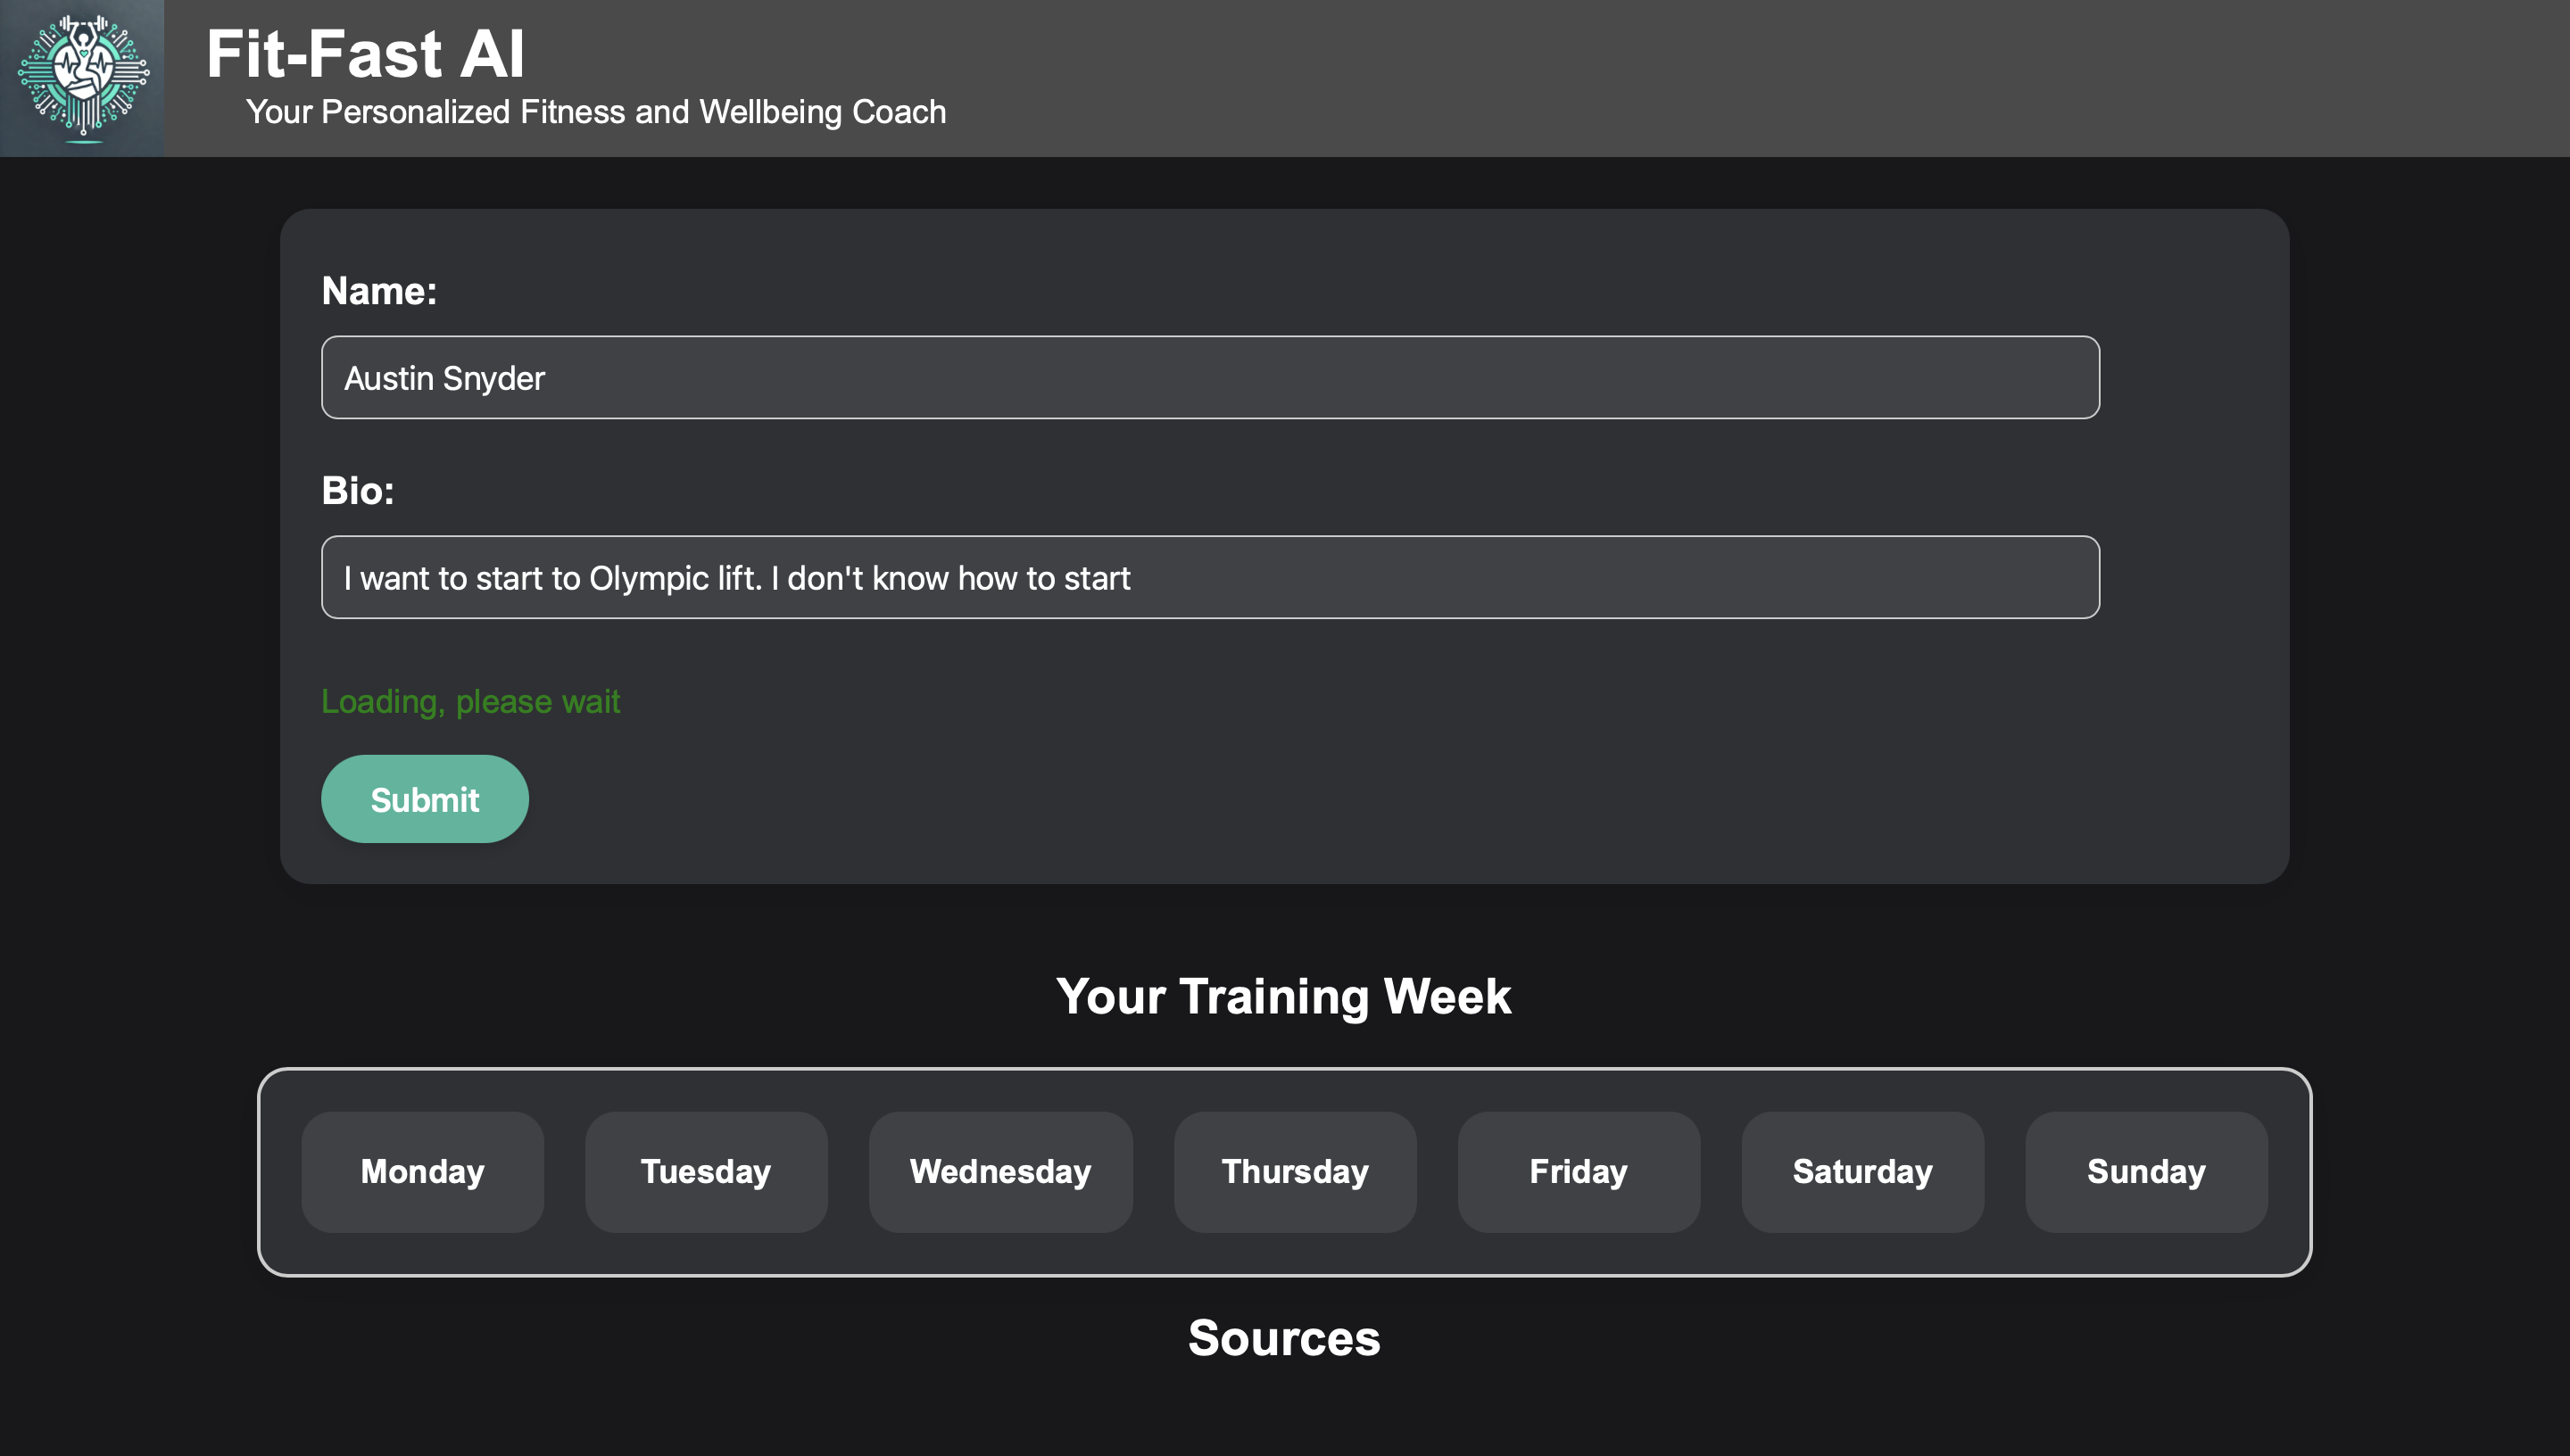 Fit-Fast AI
Your Personalized Fitness and Wellbeing Coach
Name:
Austin Snyder
Bio:
I want to start to Olympic lift. I don't know how to start
Loading, please wait
Submit
Your Training Week
Monday Tuesday Wednesday Thursday Friday Saturday Sunday
Sources